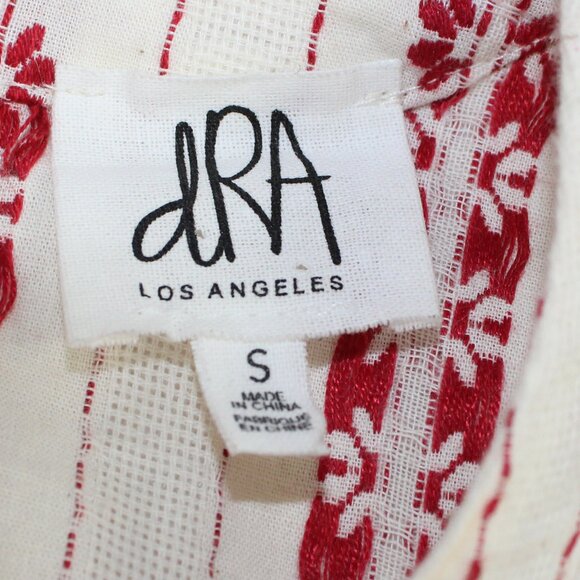 dRA
LOS ANGELES
S
MADE
IN CHINA
FABRIQUÉ
EN CHINE